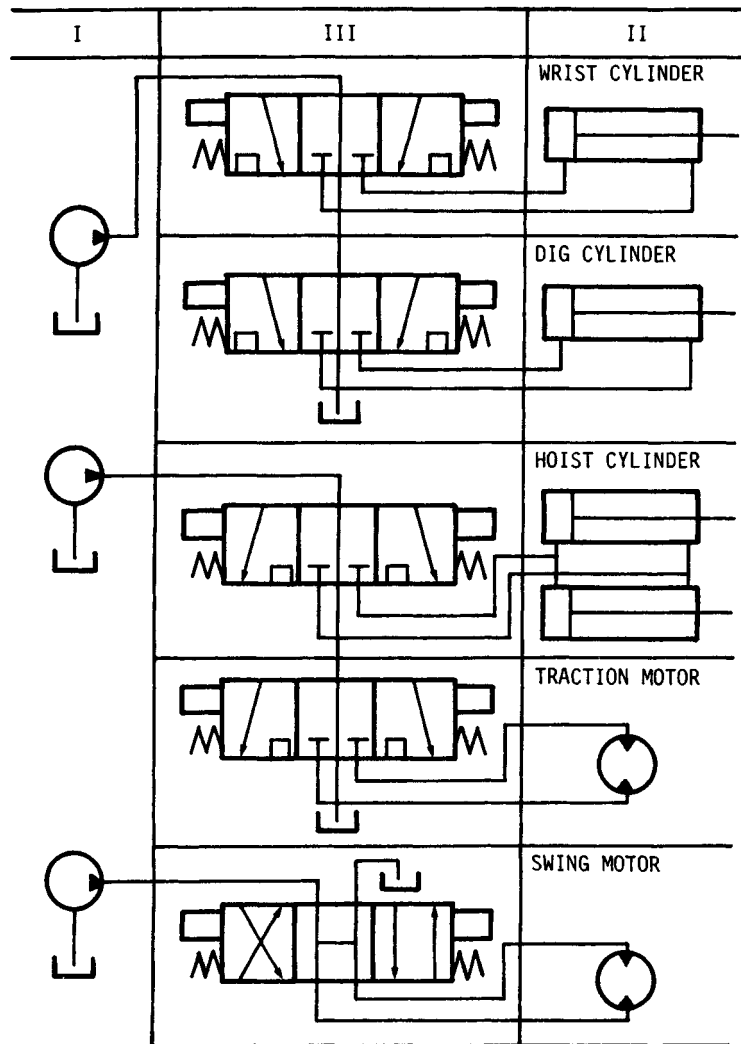 I III II
WRIST CYLINDER
DIG CYLINDER
HOIST CYLINDER
TRACTION MOTOR
SWING MOTOR